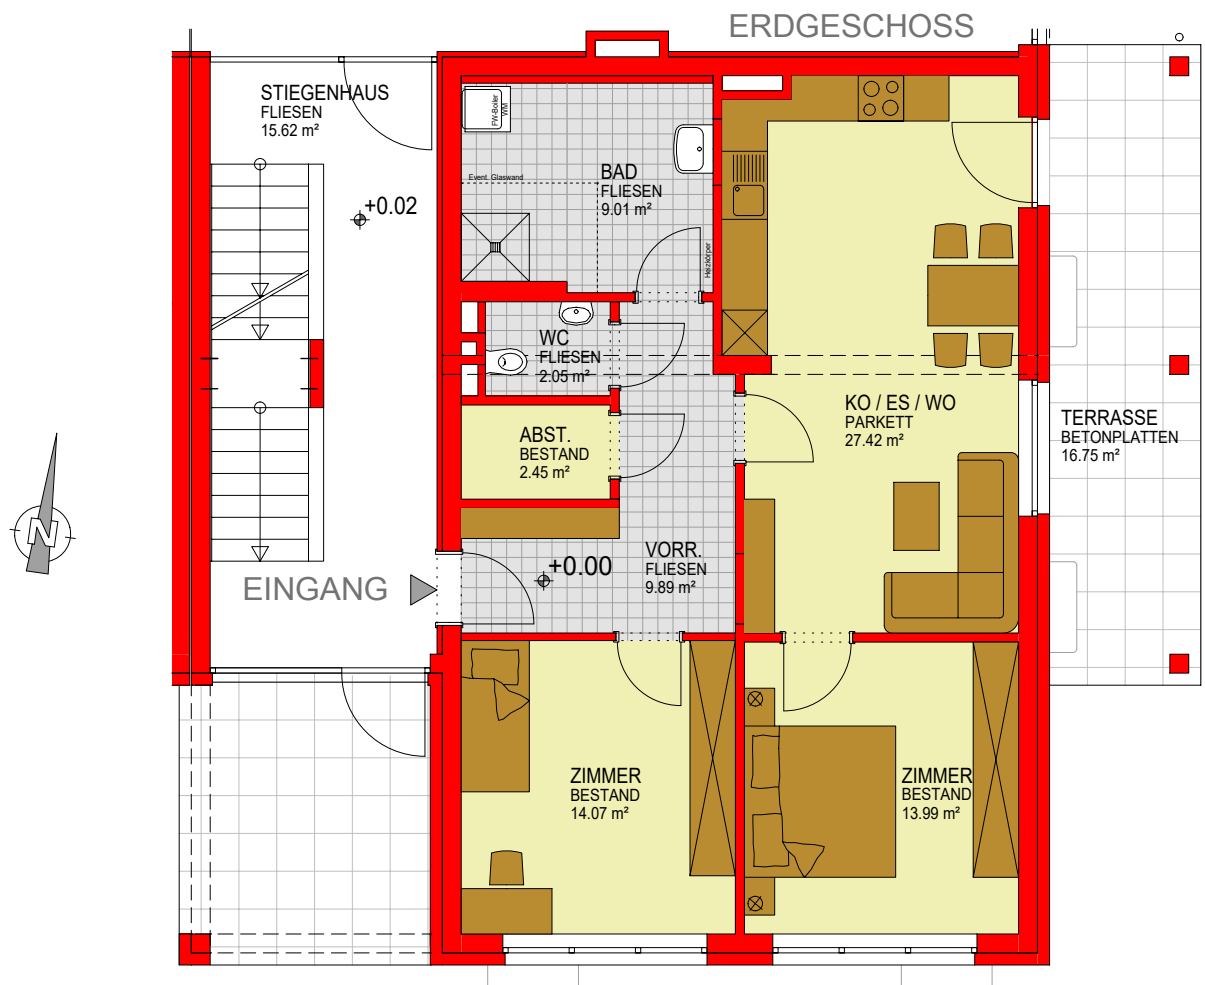 ERDGESCHOSS
STIEGENHAUS
FLIESEN
15.62 m²
FW-Boiler
WM
BAD
FLIESEN
9.01 m²
Event. Glaswand
+0.02
Heizkörper
WC
FLIESEN
2.05 m²
KO / ES / WO
PARKETT
27.42 m²
TERRASSE
BETONPLATTEN
16.75 m²
ABST.
BESTAND
2.45 m²
N
VORR.
FLIESEN
9.89 m²
+0.00
EINGANG
ZIMMER
BESTAND
14.07 m²
ZIMMER
BESTAND
13.99 m²